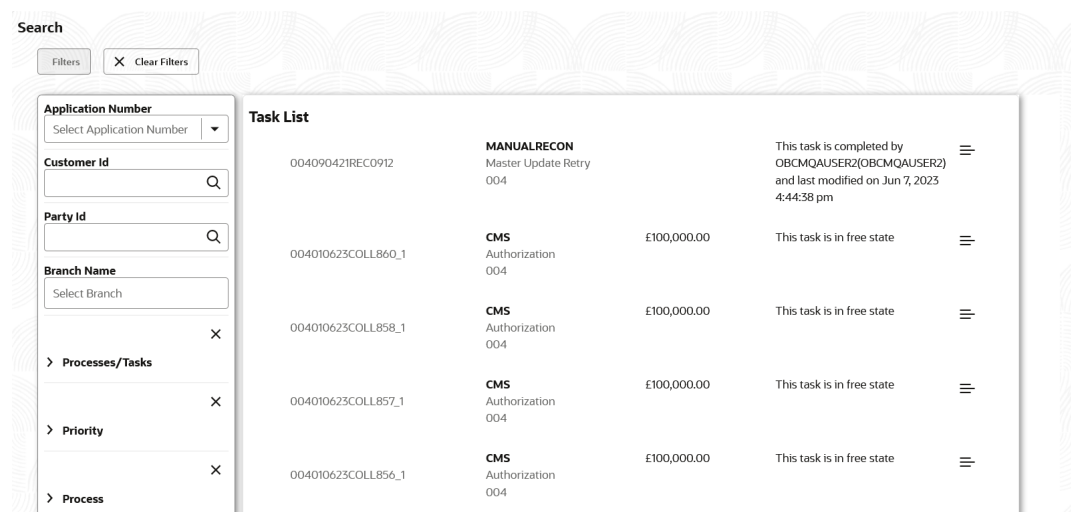 Search
Filters
Clear Filters
Application Number
Select Application Number
Customer Id
Party Id
Branch Name
Select Branch
Processes/Tasks
Priority
Process
Task List
004090421REC0912
MANUALRECON
Master Update Retry
004
This task is completed by
OBCMQAUSER2(OBCMQAUSER2)
and last modified on Jun 7, 2023
4:44:38 pm
004010623COLL860_1
CMS
Authorization
004
£100,000.00
This task is in free state
004010623COLL858_1
CMS
Authorization
004
£100,000.00
This task is in free state
004010623COLL857_1
CMS
Authorization
004
£100,000.00
This task is in free state
004010623COLL856_1
CMS
Authorization
004
£100,000.00
This task is in free state